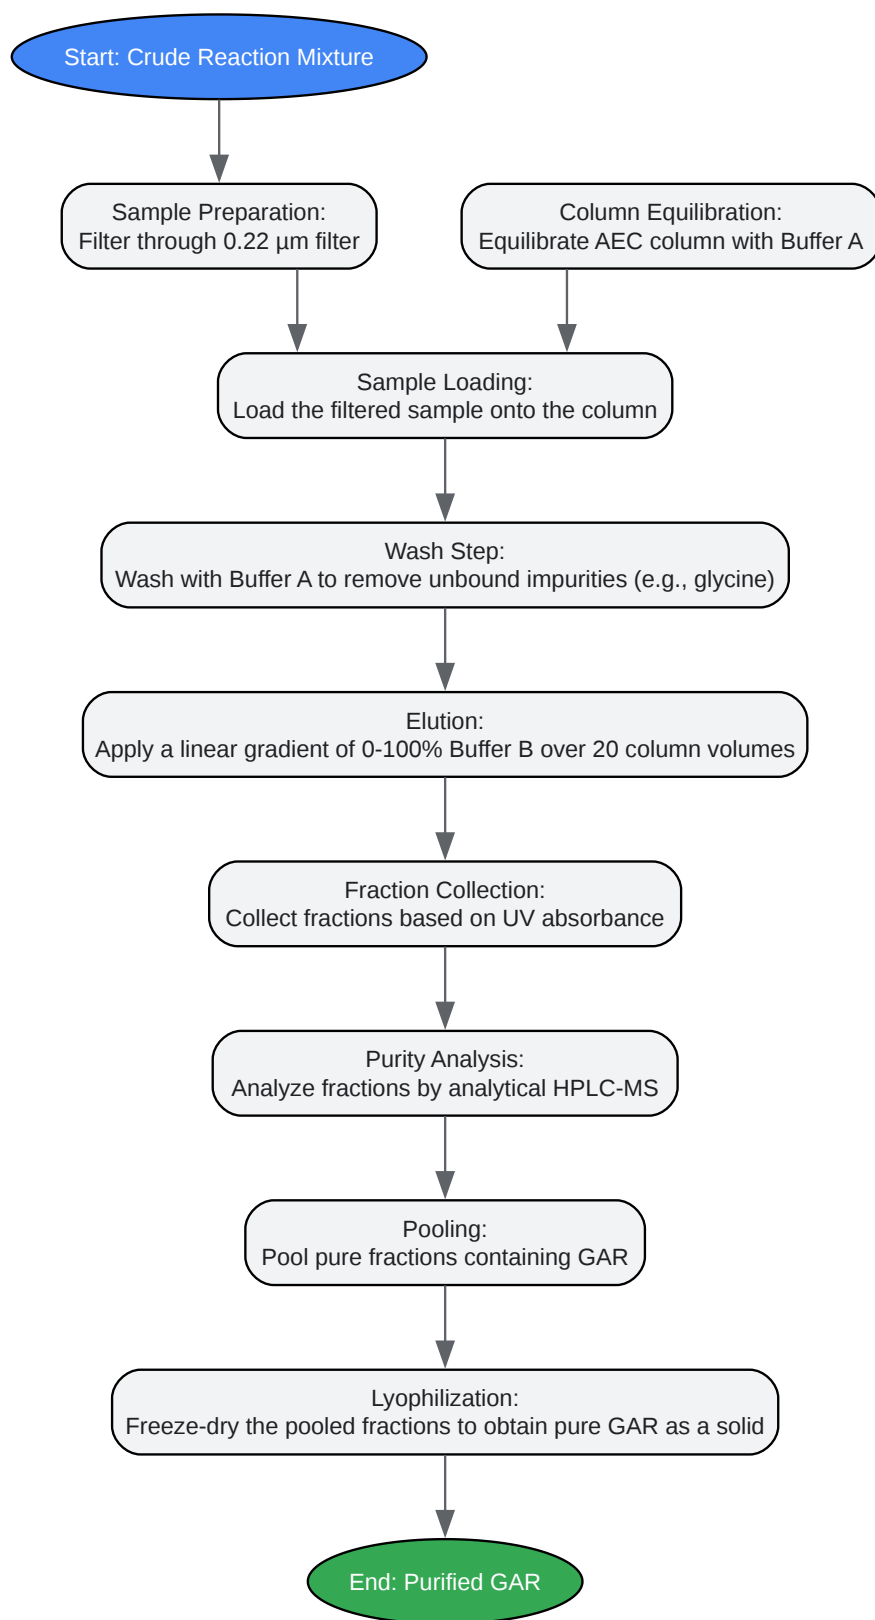 Start: Crude Reaction Mixture
Sample Preparation:
Filter through 0.22 µm filter
Column Equilibration:
Equilibrate AEC column with Buffer A
Sample Loading:
Load the filtered sample onto the column
Wash Step:
Wash with Buffer A to remove unbound impurities (e.g., glycine)
Elution:
Apply a linear gradient of 0-100% Buffer B over 20 column volumes
Fraction Collection:
Collect fractions based on UV absorbance
Purity Analysis:
Analyze fractions by analytical HPLC-MS
Pooling:
Pool pure fractions containing GAR
Lyophilization:
Freeze-dry the pooled fractions to obtain pure GAR as a solid
End: Purified GAR